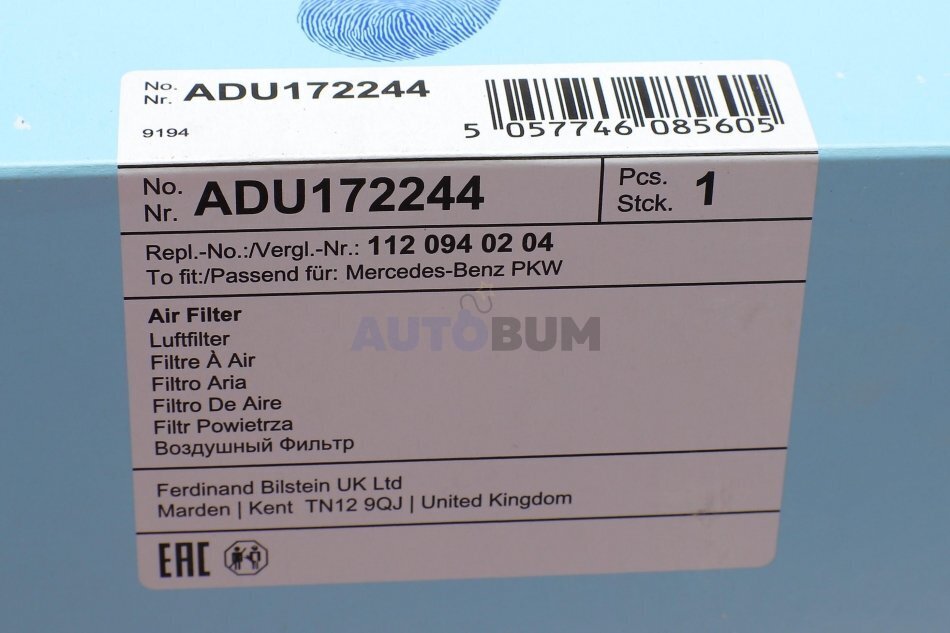 No. ADU172244
Nr.
9194
5 057746 085605
No. ADU172244
Nr.
Pcs. 1
Stck.
Repl.-No.:/Vergl.-Nr.: 112 094 02 04
To fit:/Passend für: Mercedes-Benz PKW
Air Filter
Luftfilter
Filtre À Air
Filtro Aria
Filtro De Aire
Filtr Powietrza
Воздушный Фильтр
AUTOBUM
Ferdinand Bilstein UK Ltd
Marden | Kent TN12 9QJ | United Kingdom
EAC